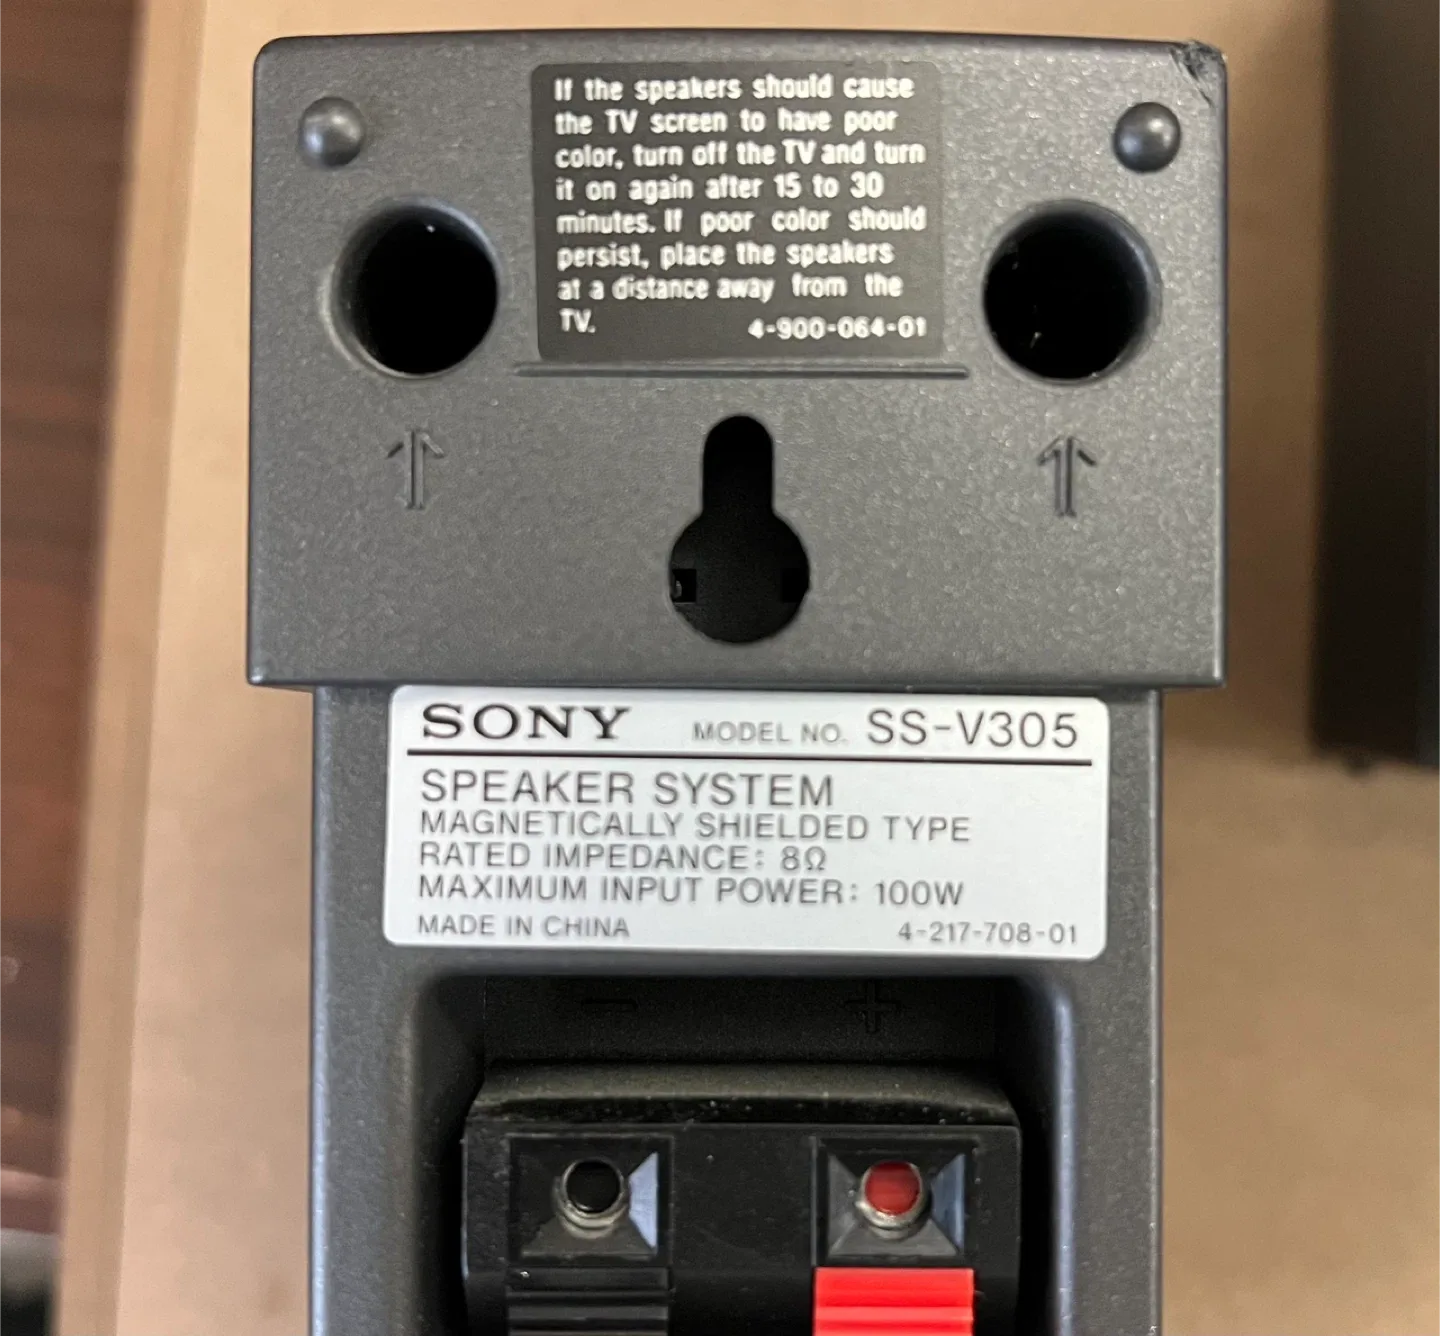 If the speakers should cause
the TV screen to have poor
color, turn off the TV and turn
it on again after 15 to 30
minutes. If poor color should
persist, place the speakers
at a distance away from the
TV. 4-900-064-01
SONY MODEL NO. SS-V305
SPEAKER SYSTEM
MAGNETICALLY SHIELDED TYPE
RATED IMPEDANCE: 8Ω
MAXIMUM INPUT POWER: 100W
MADE IN CHINA 4-217-708-01
− +